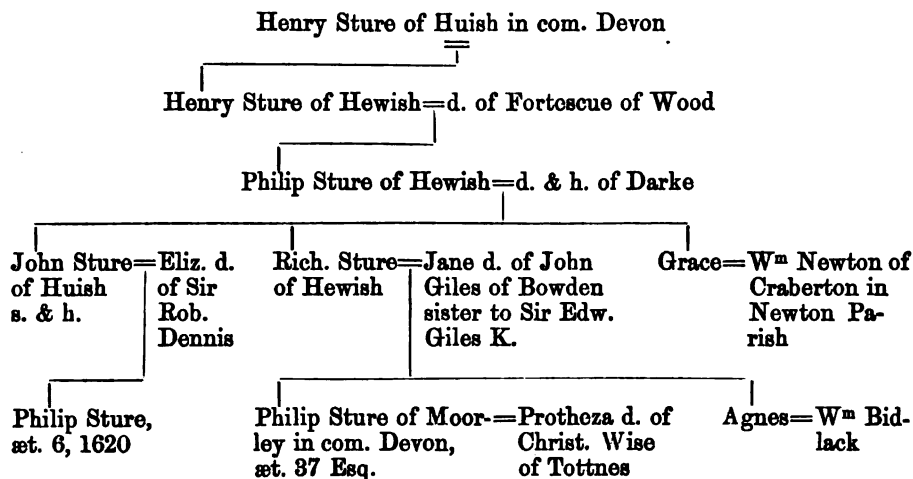 Henry Sture of Huish in com. Devon
Henry Sture of Hewish=d. of Fortescue of Wood
Philip Sture of Hewish=d. & h. of Darke
John Sture=Eliz. d.
of Huish of Sir
s. & h. Rob.
Dennis
Rich. Sture=Jane d. of John
of Hewish Giles of Bowden
sister to Sir Edw.
Giles K.
Grace=Wᵐ Newton of
Craberton in
Newton Pa-
rish
Philip Sture,
æt. 6, 1620
Philip Sture of Moor-=Protheza d. of
ley in com. Devon, Christ. Wise
æt. 37 Esq. of Tottnes
Agnes=Wᵐ Bid-
lack